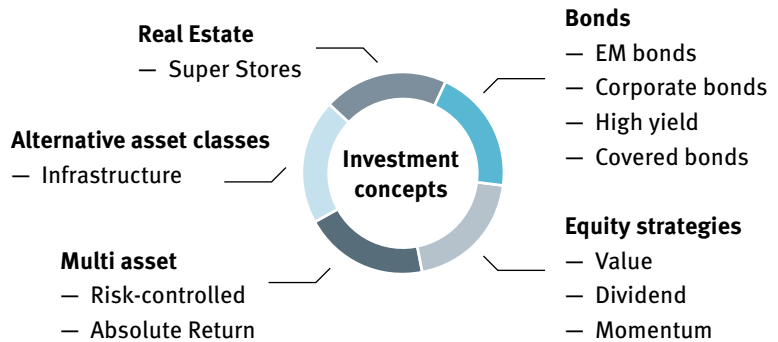 Real Estate
— Super Stores
Alternative asset classes
— Infrastructure
Multi asset
— Risk-controlled
— Absolute Return
Investment
concepts
Bonds
— EM bonds
— Corporate bonds
— High yield
— Covered bonds
Equity strategies
— Value
— Dividend
— Momentum